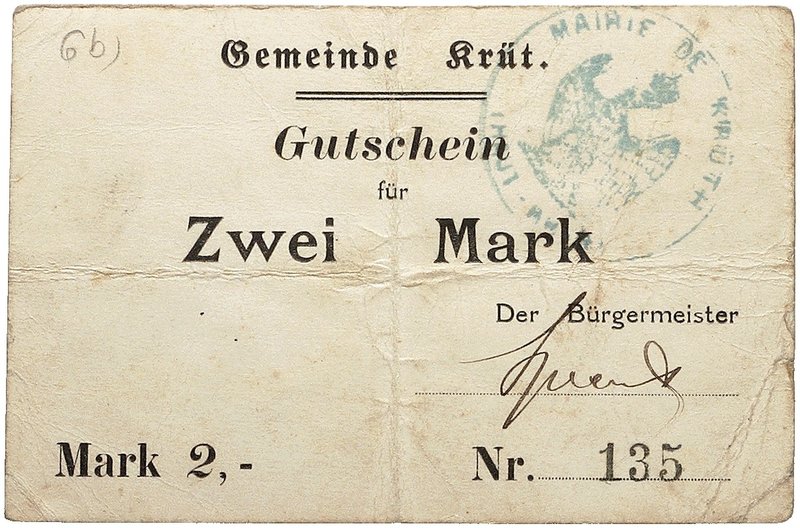 6b)
Gemeinde Krüt.
MAIRIE DE KRÜTH
Gutschein
für
Zwei Mark
Der Bürgermeister
Mark 2,-
Nr. 135